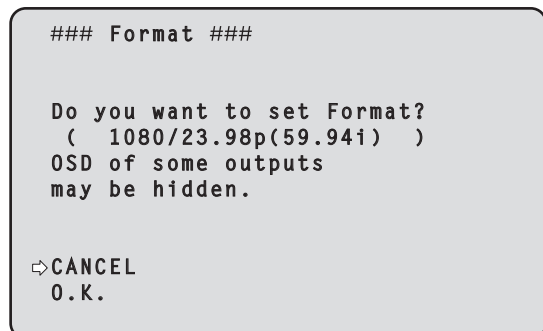 ### Format ###
Do you want to set Format?
( 1080/23.98p(59.94i) )
OSD of some outputs
may be hidden.
⇨CANCEL
O.K.